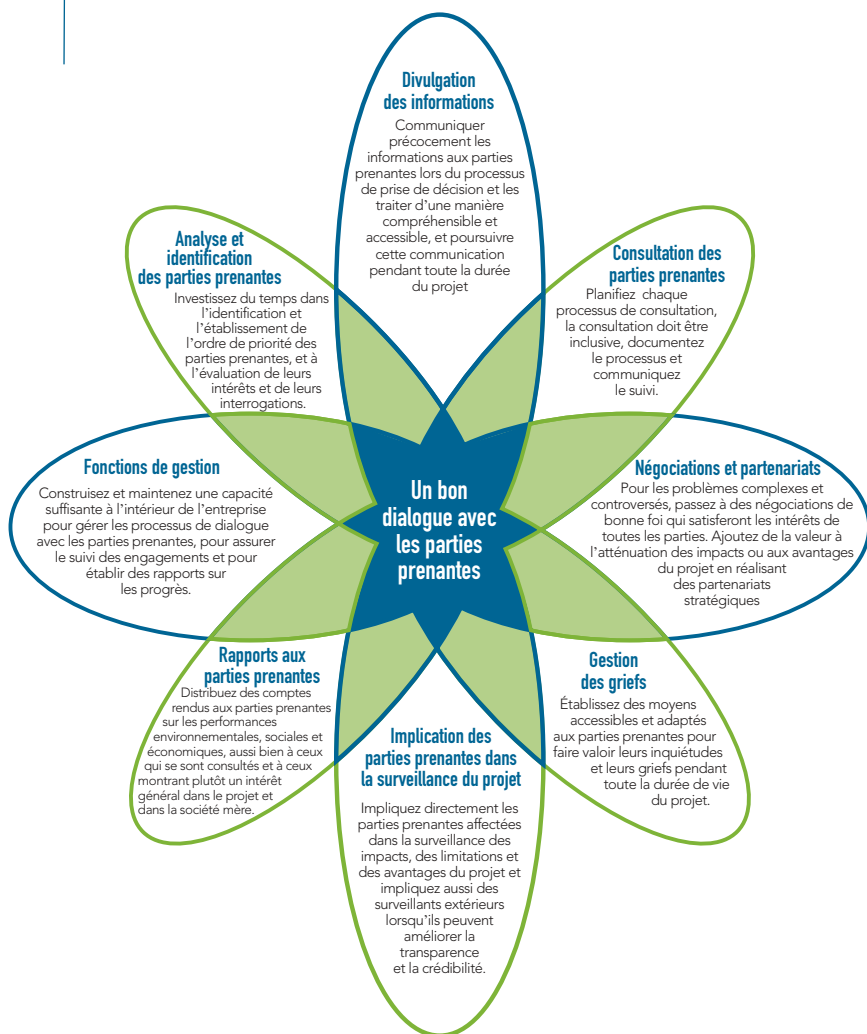 Divulgation
des informations
Communiquer
précocement les
informations aux parties
prenantes lors du processus
de prise de décision et les
traiter d'une manière
compréhensible et
accessible, et poursuivre
cette communication
pendant toute la durée
du projet
Consultation des
parties prenantes
Planifiez chaque
processus de consultation,
la consultation doit être
inclusive, documentez
le processus et
communiquez
le suivi.
Négociations et partenariats
Pour les problèmes complexes et
controversés, passez à des négociations de
bonne foi qui satisferont les intérêts de
toutes les parties. Ajoutez de la valeur à
l'atténuation des impacts ou aux avantages
du projet en réalisant
des partenariats
stratégiques
Gestion
des griefs
Établissez des moyens
accessibles et adaptés
aux parties prenantes pour
faire valoir leurs inquiétudes
et leurs griefs pendant
toute la durée de vie
du projet.
Implication des
parties prenantes dans
la surveillance du projet
Impliquez directement les
parties prenantes affectées
dans la surveillance des
impacts, des limitations et
des avantages du projet et
impliquez aussi des
surveillants extérieurs
lorsqu'ils peuvent
améliorer la
transparence
et la crédibilité.
Rapports aux
parties prenantes
Distribuez des comptes
rendus aux parties prenantes
sur les performances
environnementales, sociales et
économiques, aussi bien à ceux
qui se sont consultés et à ceux
montrant plutôt un intérêt
général dans le projet et
dans la société mère.
Fonctions de gestion
Construisez et maintenez une capacité
suffisante à l'intérieur de l'entreprise
pour gérer les processus de dialogue
avec les parties prenantes, pour assurer
le suivi des engagements et pour
établir des rapports sur
les progrès.
Analyse et
identification
des parties prenantes
Investissez du temps dans
l'identification et
l'établissement de
l'ordre de priorité des
parties prenantes, et à
l'évaluation de leurs
intérêts et de leurs
interrogations.
Un bon
dialogue avec
les parties
prenantes